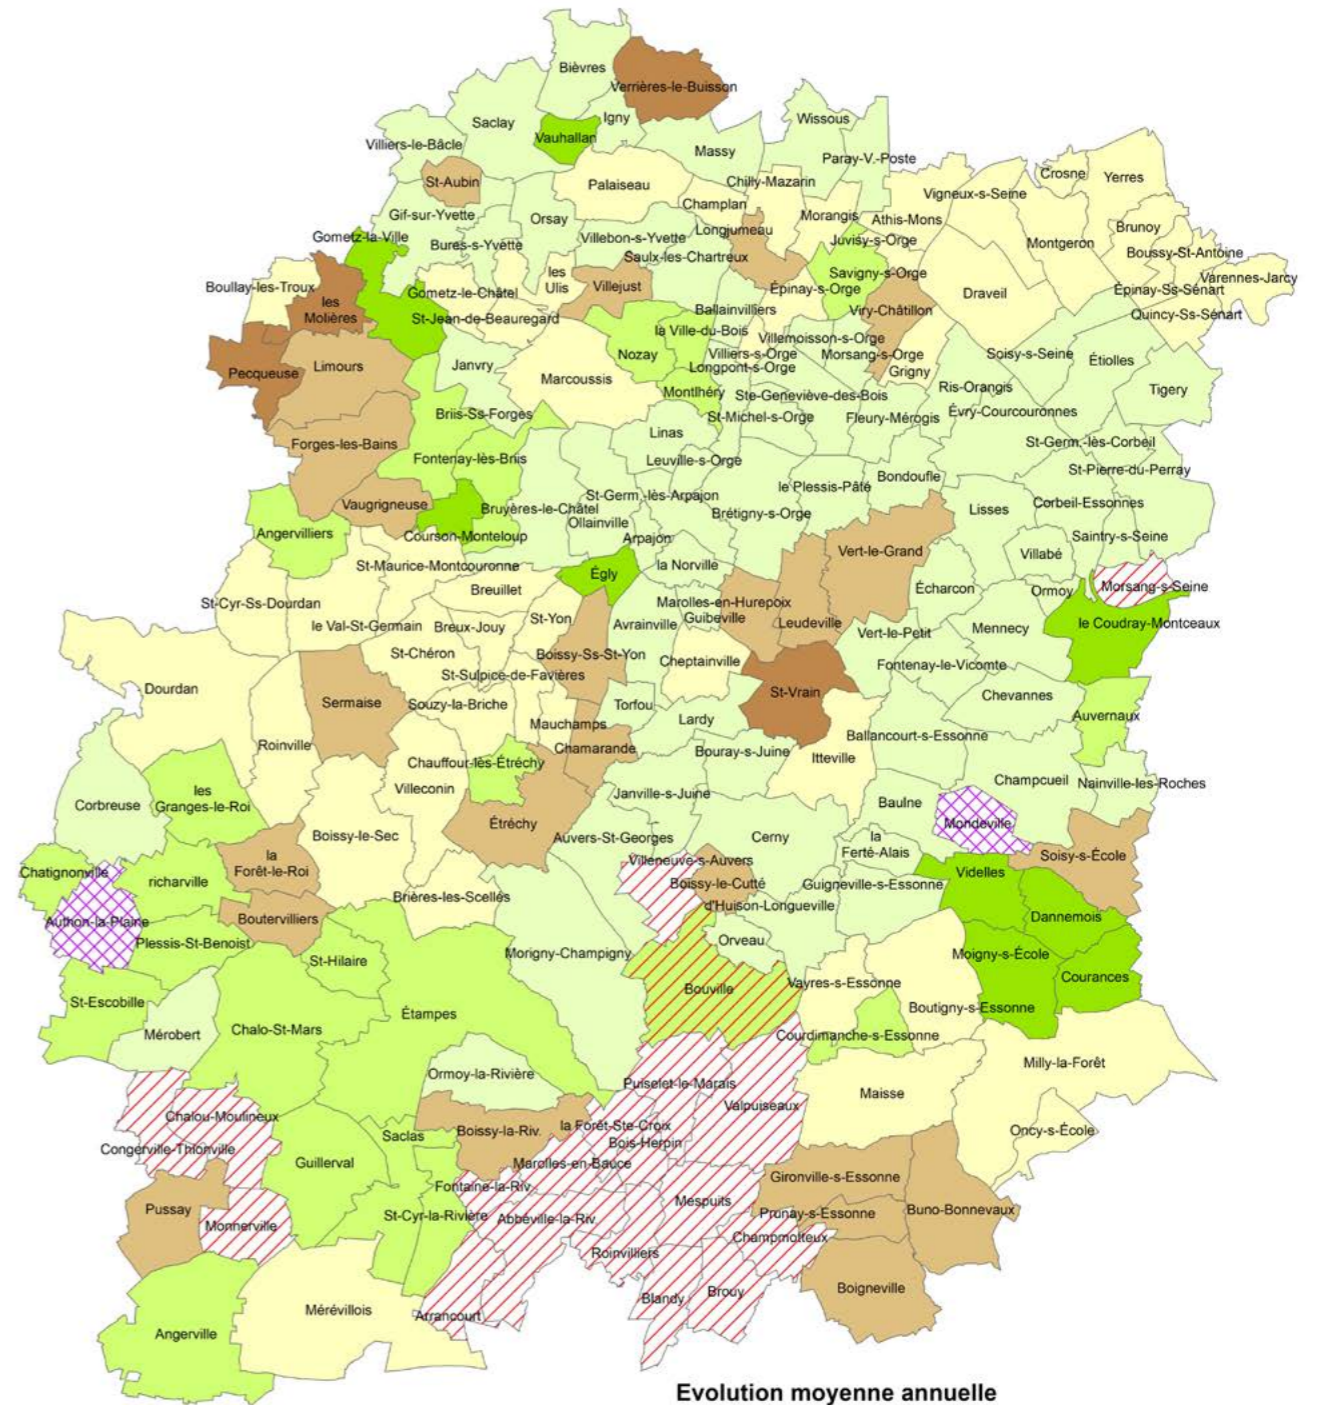 Bièvres
Verrières-le-Buisson
Igny
Wissous
Saclay
Vauhallan
Villiers-le-Bâcle
Massy
Paray-V.-Poste
Crosne
Yerres
St-Aubin
Palaiseau
Chilly-Mazarin
Vigneux-s-Seine
Champlan
Gif-sur-Yvette
Orsay
Morangis
Athis-Mons
Brunoy
Gometz-la-Ville
Bures-s-Yvette
Villebon-s-Yvette
Longjumeau
Juvisy-s-Orge
Montgeron
Boussy-St-Antoine
Saulx-les-Chartreux
les
Ulis
Savigny-s-Orge
Varennes-Jarcy
Boullay-les-Troux
Gometz-le-Châtel
Villejust
Épinay-s-Orge
Draveil
Épinay-Ss-Sénart
les
Molières
St-Jean-de-Beauregard
Ballainvilliers
Viry-Châtillon
Quincy-Ss-Sénart
la Ville-du-Bois
Villemoisson-s-Orge
Nozay
Villiers-s-Orge
Morsang-s-Orge
Soisy-s-Seine
Étiolles
Pecqueuse
Limours
Janvry
Longpont-s-Orge
Grigny
Marcoussis
Ris-Orangis
Tigery
Montlhéry
Ste-Geneviève-des-Bois
Briis-Ss-Forges
St-Michel-s-Orge
Fleury-Mérogis
Évry-Courcouronnes
Linas
Forges-les-Bains
St-Germ.-lès-Corbeil
Fontenay-lès-Briis
Leuville-s-Orge
St-Pierre-du-Perray
Bondoufle
le Plessis-Pâté
Vaugrigneuse
St-Germ.-lès-Arpajon
Corbeil-Essonnes
Bruyères-le-Châtel
Brétigny-s-Orge
Lisses
Ollainville
Angervilliers
Courson-Monteloup
Arpajon
Saintry-s-Seine
Vert-le-Grand
Villabé
St-Maurice-Montcouronne
la Norville
Égly
Morsang-s-Seine
Breuillet
Écharcon
Ormoy
St-Cyr-Ss-Dourdan
Marolles-en-Hurepoix
St-Yon
Guibeville
Leudeville
le Val-St-Germain
Breux-Jouy
Avrainville
Vert-le-Petit
Mennecy
le Coudray-Montceaux
St-Chéron
Boissy-Ss-St-Yon
Cheptainville
Fontenay-le-Vicomte
St-Sulpice-de-Favières
Dourdan
St-Vrain
Chevannes
Sermaise
Souzy-la-Briche
Torfou
Auvernaux
Mauchamps
Lardy
Roinville
Chamarande
Ballancourt-s-Essonne
Bouray-s-Juine
Itteville
Chauffour-lès-Étréchy
Champcueil
Nainville-les-Roches
les
Granges-le-Roi
Villeconin
Janville-s-Juine
Corbreuse
Baulne
Étréchy
Mondeville
Boissy-le-Sec
Auvers-St-Georges
Cerny
la
Ferté-Alais
la
Forêt-le-Roi
Villeneuve-s-Auvers
Soisy-s-École
Chatignonville
Videlles
richarville
Boissy-le-Cutté
Guigneville-s-Essonne
Brières-les-Scellés
d'Huison-Longueville
Boutervilliers
Dannemois
Authon-la-Plaine
Plessis-St-Benoist
Orveau
Morigny-Champigny
Moigny-s-École
St-Hilaire
Courances
Vayres-s-Essonne
Bouville
St-Escobille
Boutigny-s-Essonne
Étampes
Chalo-St-Mars
Mérobert
Courdimanche-s-Essonne
Milly-la-Forêt
Ormoy-la-Rivière
Puiselet-le-Marais
Maisse
Valpuiseaux
Chalou-Moulineux
la Forêt-Ste-Croix
Boissy-la-Riv.
Oncy-s-École
Saclas
Bois-Herpin
Congerville-Thionville
Guillerval
Marolles-en-Bauce
Gironville-s-Essonne
Fontaine-la-Riv.
Mespuits
Pussay
St-Cyr-la-Rivière
Abbéville-la-Riv.
Prunay-s-Essonne
Buno-Bonnevaux
Monnerville
Champmotteux
Roinvilliers
Boigneville
Brouy
Blandy
Mérévillois
Arrancourt
Angerville
Evolution moyenne annuelle